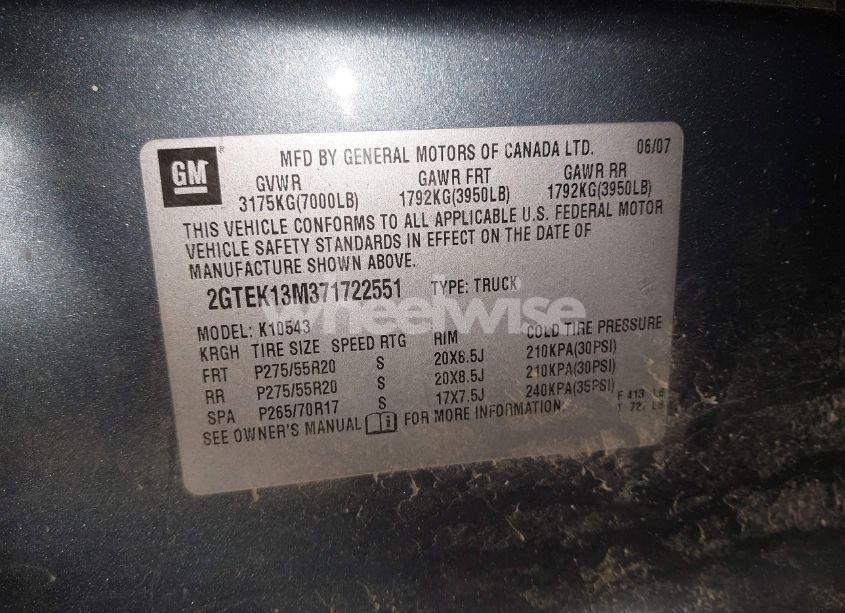 GM
MFD BY GENERAL MOTORS OF CANADA LTD. 06/07
GVWR GAWR FRT GAWR RR
3175KG(7000LB) 1792KG(3950LB) 1792KG(3950LB)
THIS VEHICLE CONFORMS TO ALL APPLICABLE U.S. FEDERAL MOTOR
VEHICLE SAFETY STANDARDS IN EFFECT ON THE DATE OF
MANUFACTURE SHOWN ABOVE.
2GTEK13M371722551 TYPE: TRUCK
wheelwise
MODEL: K10543
KRGH TIRE SIZE SPEED RTG RIM COLD TIRE PRESSURE
FRT P275/55R20 S 20X8.5J 210KPA(30PSI)
RR P275/55R20 S 20X8.5J 210KPA(30PSI)
SPA P265/70R17 S 17X7.5J 240KPA(35PSI)
F 413
T 72
SEE OWNER'S MANUAL FOR MORE INFORMATION.